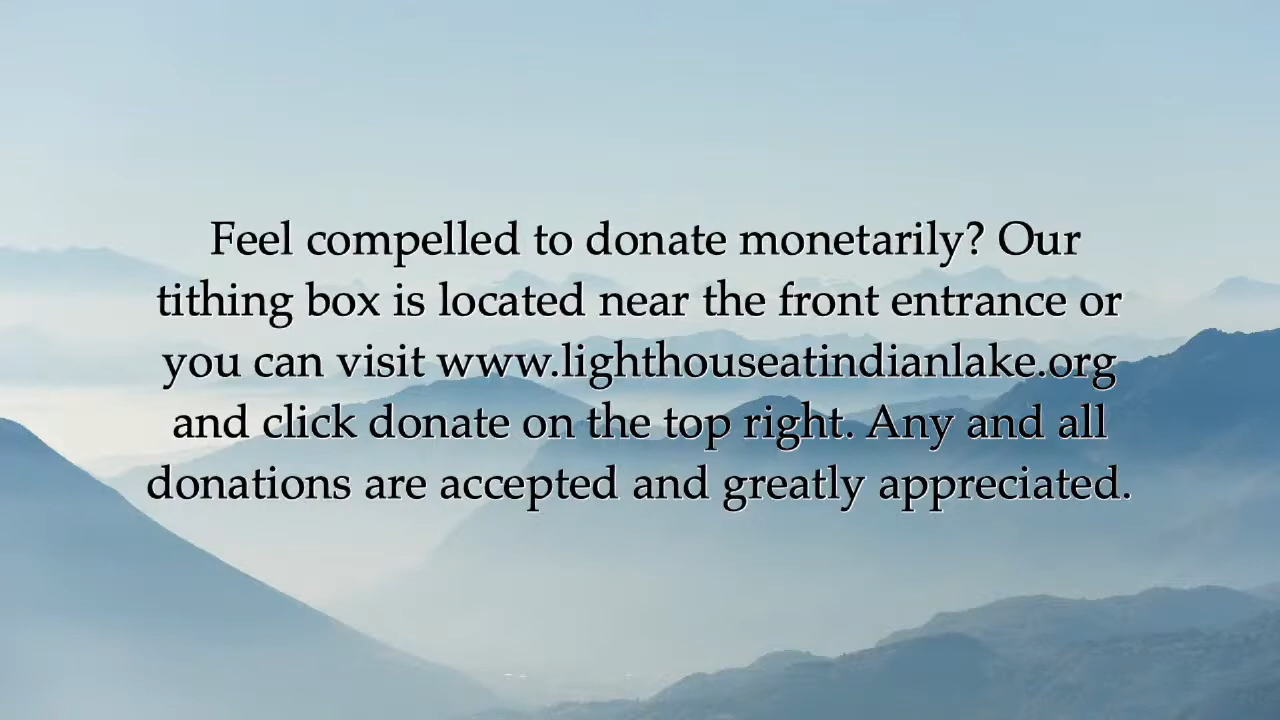 Feel compelled to donate monetarily? Our
tithing box is located near the front entrance or
you can visit www.lighthouseatindianlake.org
and click donate on the top right. Any and all
donations are accepted and greatly appreciated.